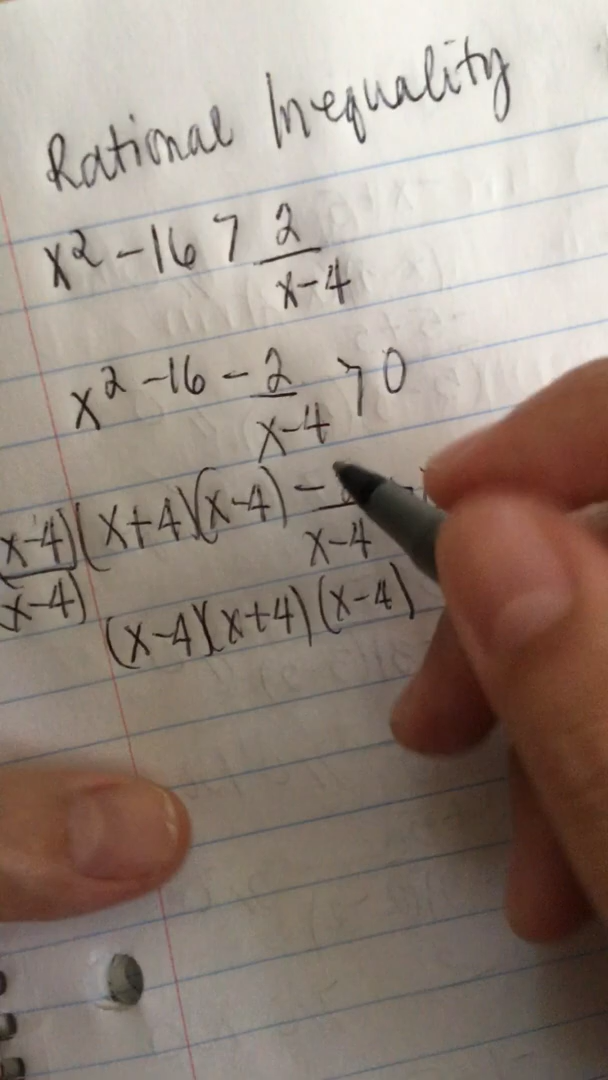 Rational Inequality
x² - 16 > 2/(x-4)
x² - 16 - 2/(x-4) > 0
(x-4)/(x-4) (x+4)(x-4) - /(x-4)
(x-4)(x+4)(x-4)